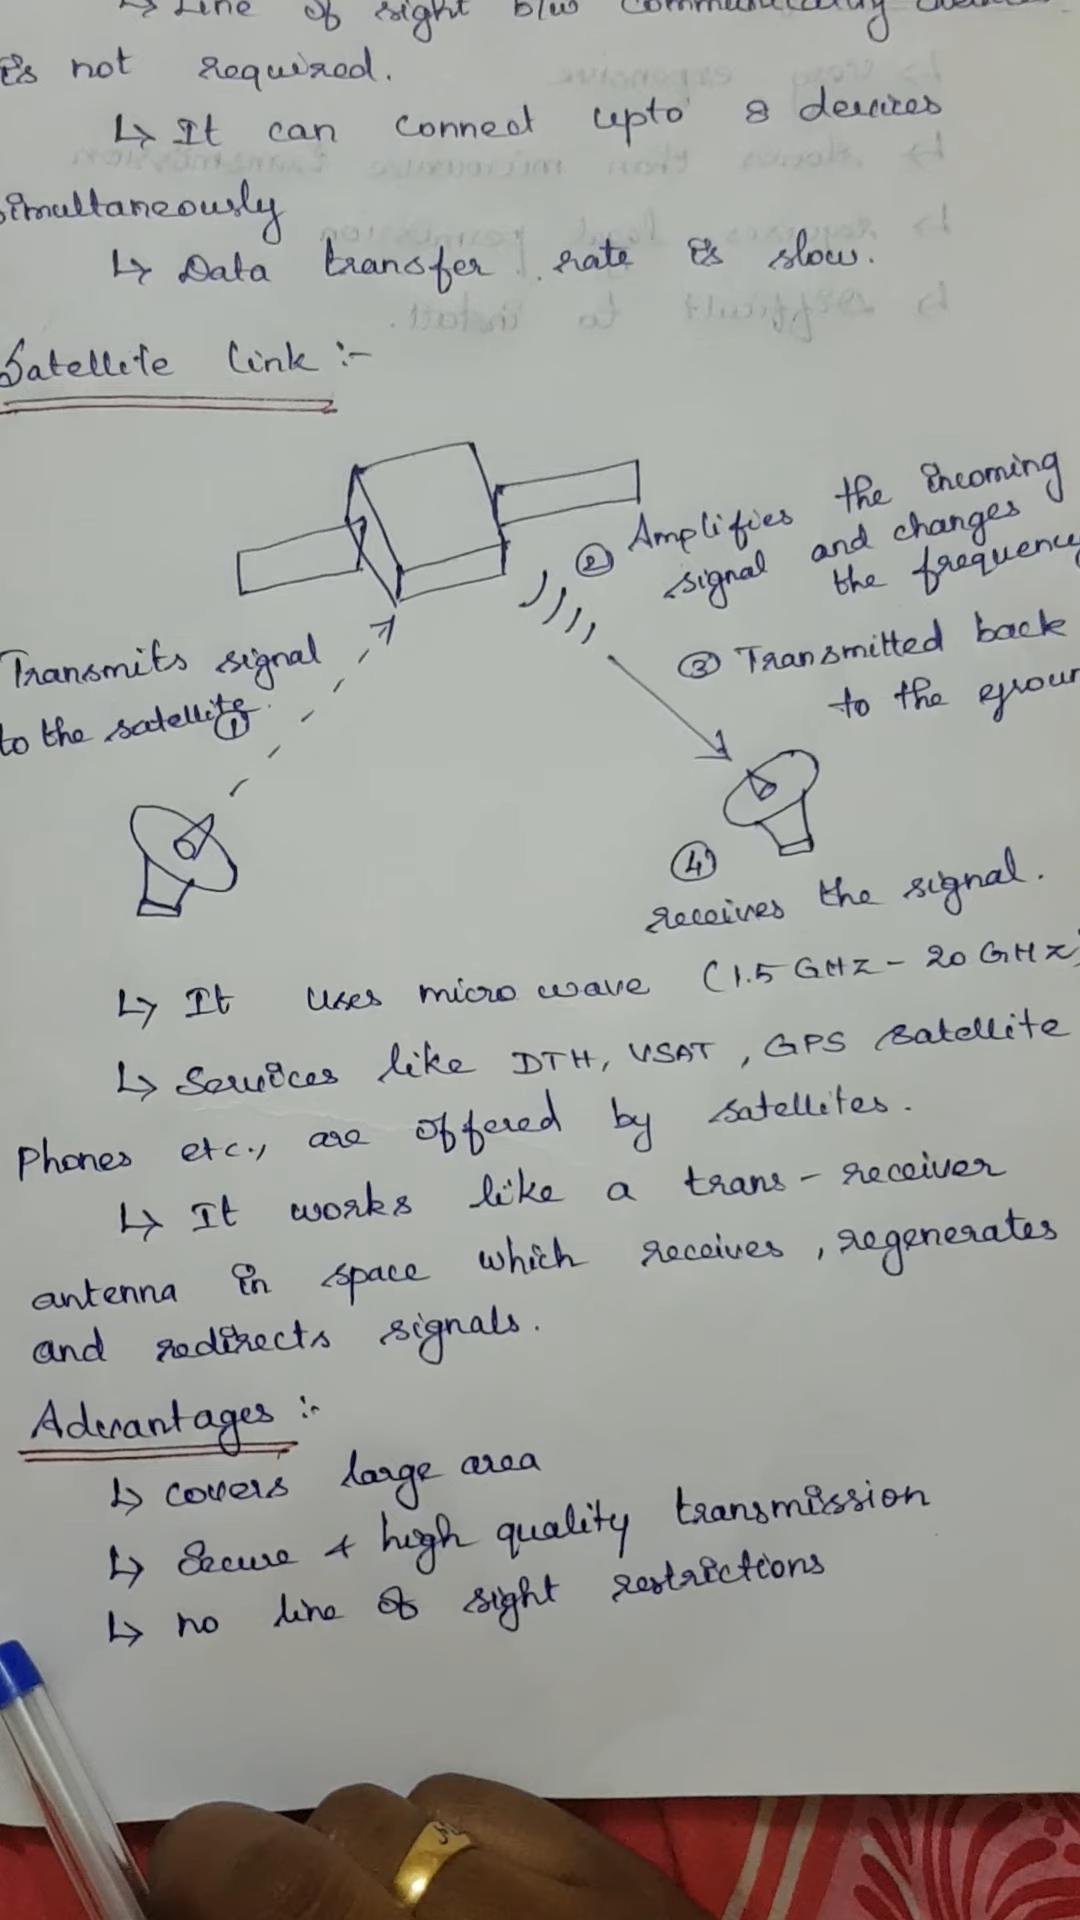 ↳ Line of sight b/w
is not required.
↳ It can connect upto 8 devices
simultaneously
↳ Data transfer rate is slow.
Satellite link :-
② Amplifies the incoming
signal and changes
the frequency
Transmits signal
to the satellite. ①
③ Transmitted back
to the
④
receives the signal.
↳ It uses micro wave (1.5 GHz - 20 GHz)
↳ Services like DTH, VSAT, GPS satellite
Phones etc., are offered by satellites.
↳ It works like a trans - receiver
antenna in space which receives, regenerates
and redirects signals.
Advantages :-
↳ covers large area
↳ Secure & high quality transmission
↳ no line of sight restrictions